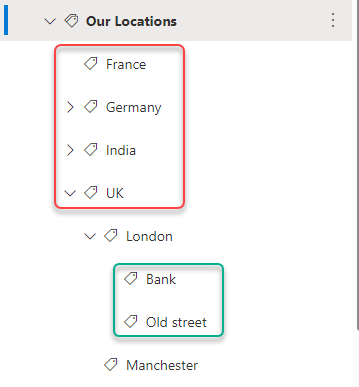 Our Locations
France
Germany
India
UK
London
Bank
Old street
Manchester